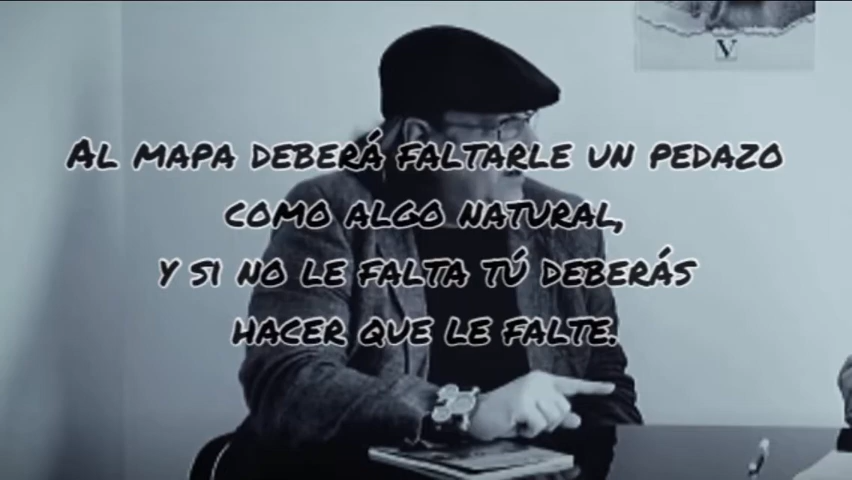 V
Al mapa deberá faltarle un pedazo
como algo natural,
y si no le falta tú deberás
hacer que le falte.